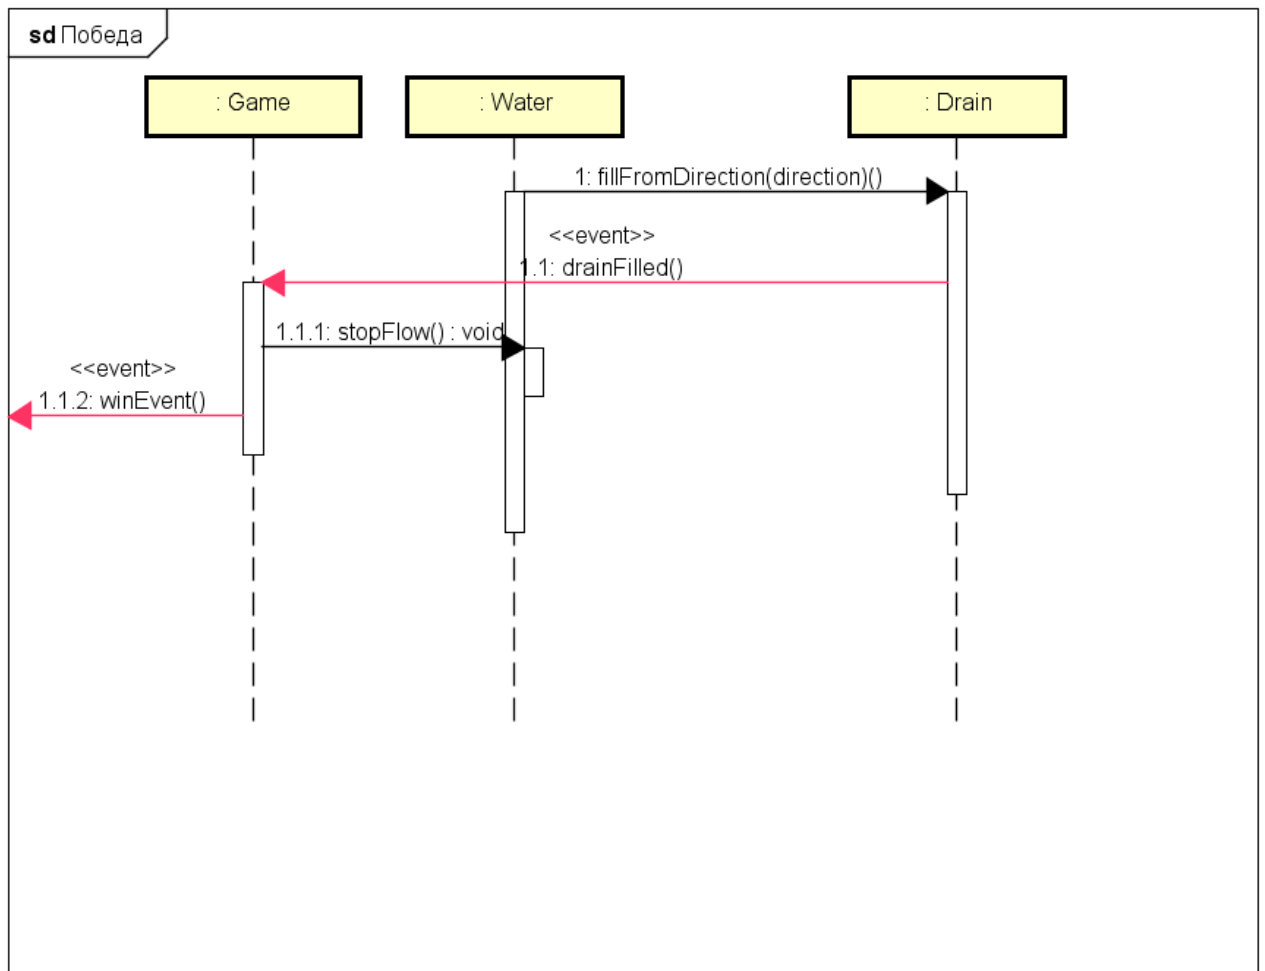 sd Победа
: Game
: Water
: Drain
1: fillFromDirection(direction)()
<<event>>
1.1: drainFilled()
1.1.1: stopFlow() : void
<<event>>
1.1.2: winEvent()